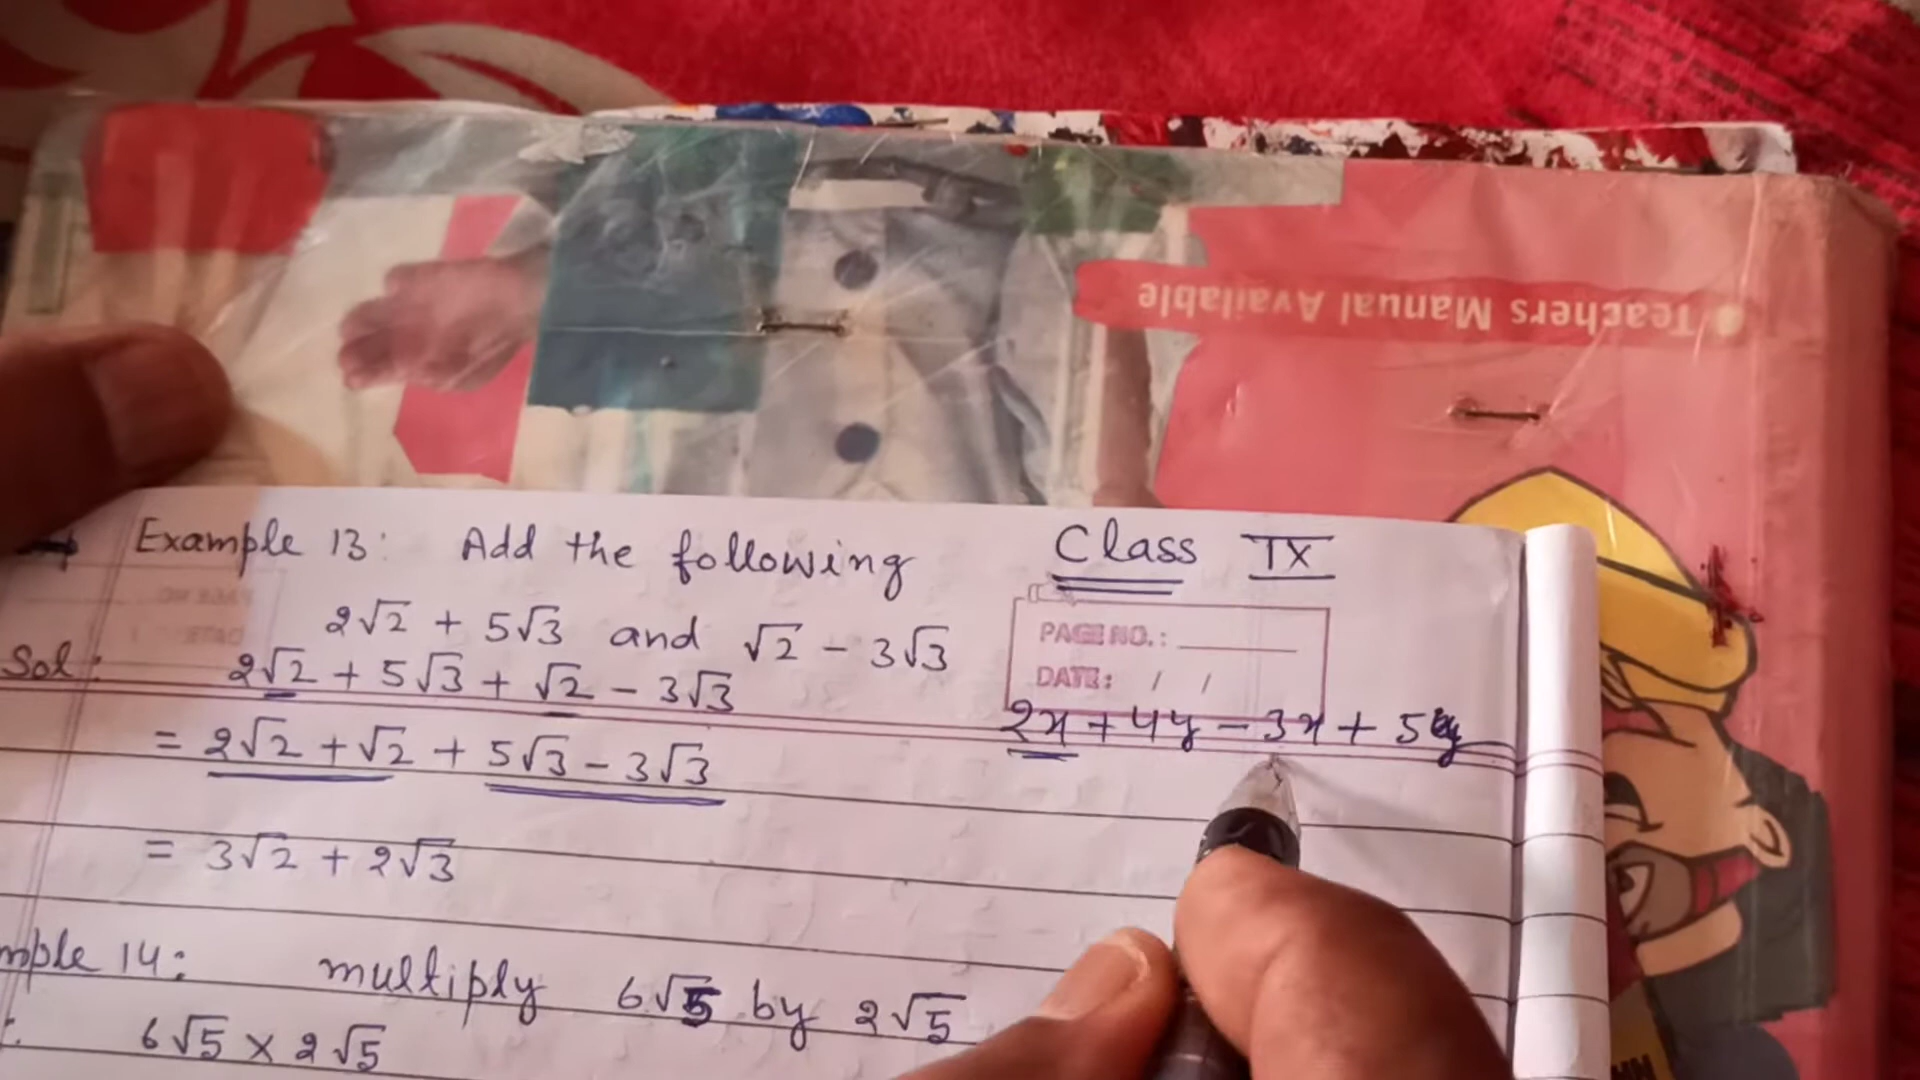 Teachers Manual Available
Example 13: Add the following
Class IX
2√2 + 5√3 and √2 - 3√3
PAGE NO.:
DATE: / /
Sol: 2√2 + 5√3 + √2 - 3√3
2x + 4y - 3x + 5y
= 2√2 + √2 + 5√3 - 3√3
= 3√2 + 2√3
mple 14: multiply 6√5 by 2√5
: 6√5 × 2√5